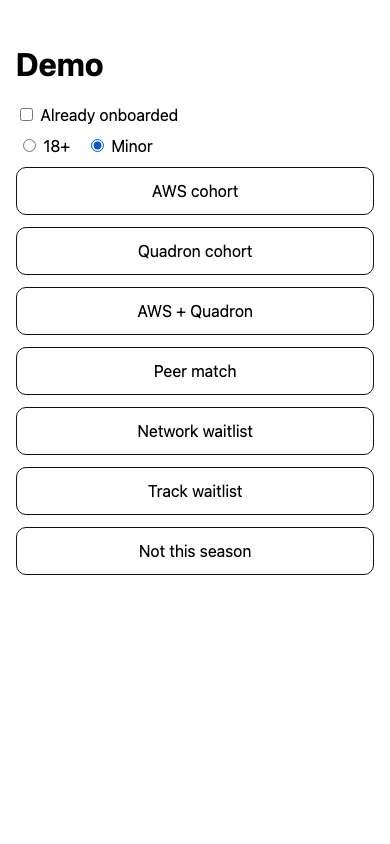 Demo
Already onboarded
18+ Minor
AWS cohort
Quadron cohort
AWS + Quadron
Peer match
Network waitlist
Track waitlist
Not this season